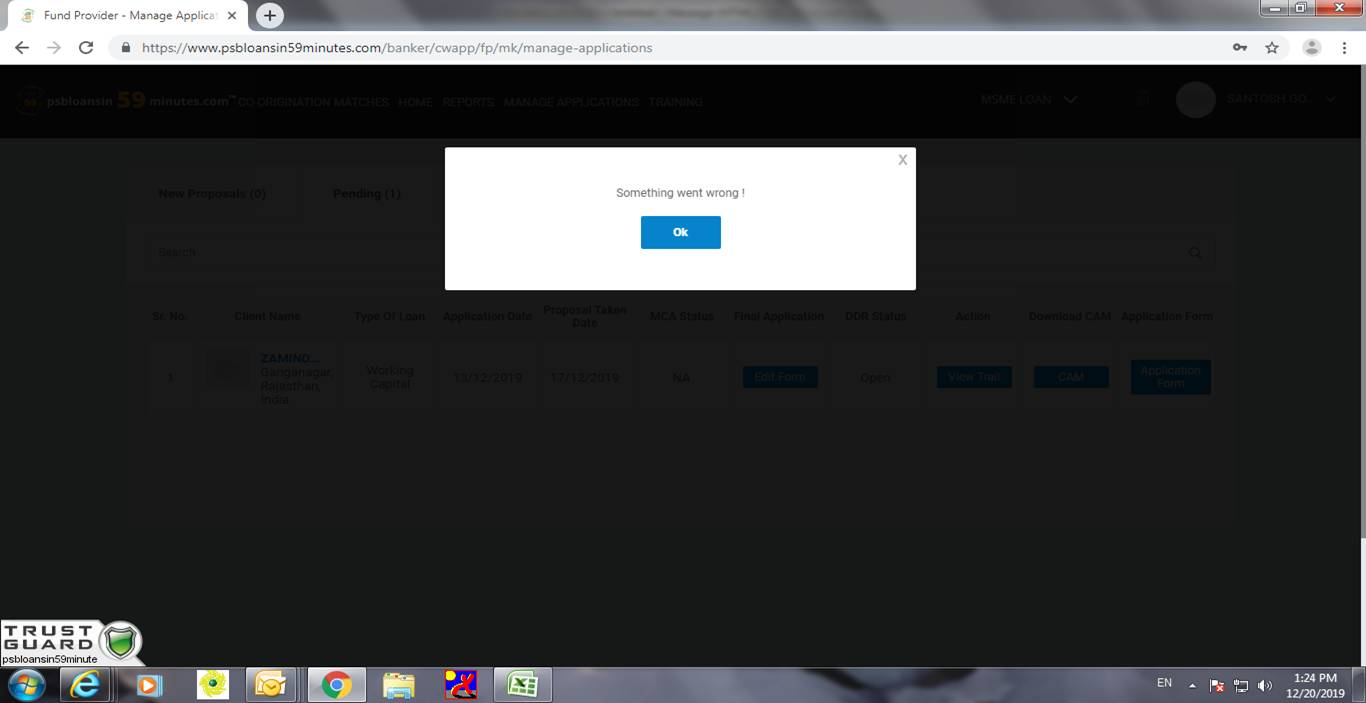 Fund Provider - Manage Applicat
https://www.psbloansin59minutes.com/banker/cwapp/fp/mk/manage-applications
psbloansin 59 minutes.com™ CO-ORIGINATION MATCHES HOME REPORTS MANAGE APPLICATIONS TRAINING MSME LOAN SANTOSH GO...
X
Something went wrong !
Ok
New Proposals (0) Pending (1)
Search
Sr. No. Client Name Type Of Loan Application Date Proposal Taken Date MCA Status Final Application DDR Status Action Download CAM Application Form
1 ZAMIND... Working Capital 13/12/2019 17/12/2019 NA Edit Form Open View Trail CAM Application Form
Ganganagar,
Rajasthan,
India
TRUST
GUARD
psbloansin59minute
EN
1:24 PM
12/20/2019